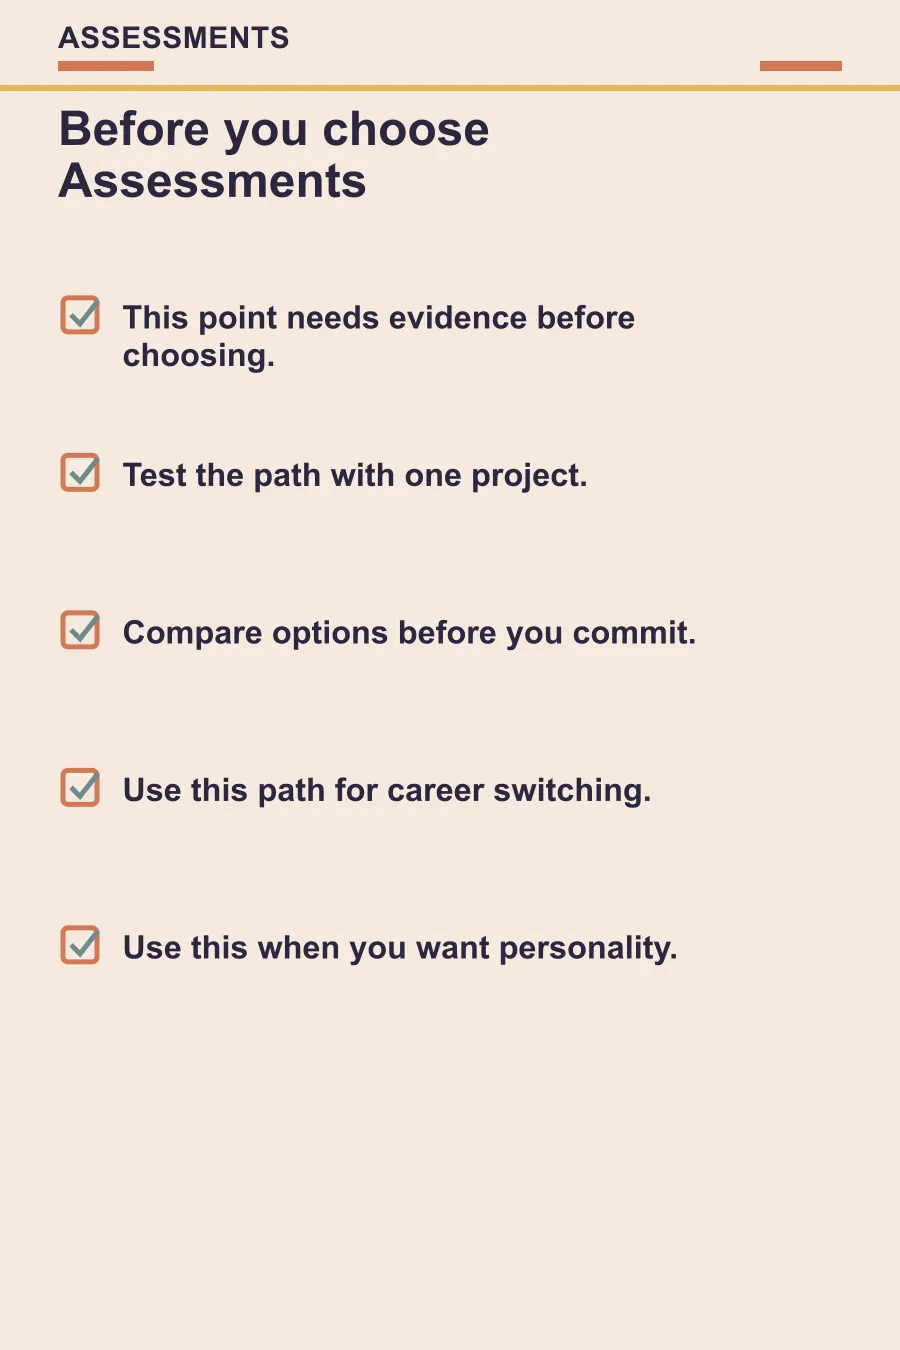 ASSESSMENTS
Before you choose
Assessments
This point needs evidence before
choosing.
Test the path with one project.
Compare options before you commit.
Use this path for career switching.
Use this when you want personality.